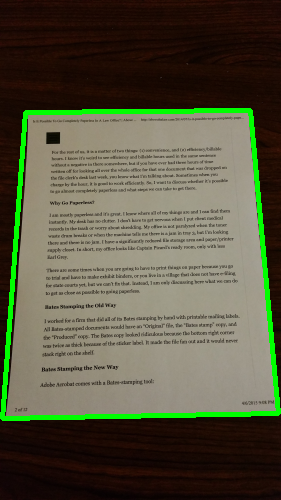 For the rest of us, it is a matter of two things: (1) convenience, and (2) efficiency/billable
hours. I know it's weird to see efficiency and billable hours used in the same sentence
without a negative in there somewhere, but if you have ever had three hours of time
written off for looking all over the whole office for that one document that was dropped on
the file clerk's desk last week, you know what I'm talking about. Sometimes when you
charge by the hour, it is good to work efficiently. So, I want to discuss whether it's possible
to go almost completely paperless and what steps we can take to get there.
Why Go Paperless?
I am mostly paperless and it's great. I know where all of my things are and I can find them
instantly. My desk has no clutter. I don't have to get nervous when I put these medical
records in the trash or worry about shredding. My office is not paralyzed when the toner
waste drum breaks or when the machine tells me there is a jam in tray 2, but I'm looking
there and there is no jam. I have a significantly reduced file storage area and paper/printer
supply closet. In short, my office looks like Captain Picard's ready room, only with less
Earl Grey.
There are some times when you are going to have to print things on paper because you go
to trial and have to make exhibit binders, or you live in a village that does not have e-filing
for state courts yet, but we can't fix that. Instead, I am only discussing here what we can do
to get as close as possible to going paperless.
Bates Stamping the Old Way
I worked for a firm that did all of its Bates stamping by hand with printable mailing labels.
All Bates-stamped documents would have an "Original" file, the "Bates stamp" copy, and
the "Produced" copy. The Bates copy looked ridiculous because the bottom right corner
was twice as thick because of the sticker label. It made the file fan out and it would never
stack right on the shelf.
Bates Stamping the New Way
Adobe Acrobat comes with a Bates-stamping tool:
2 of 13